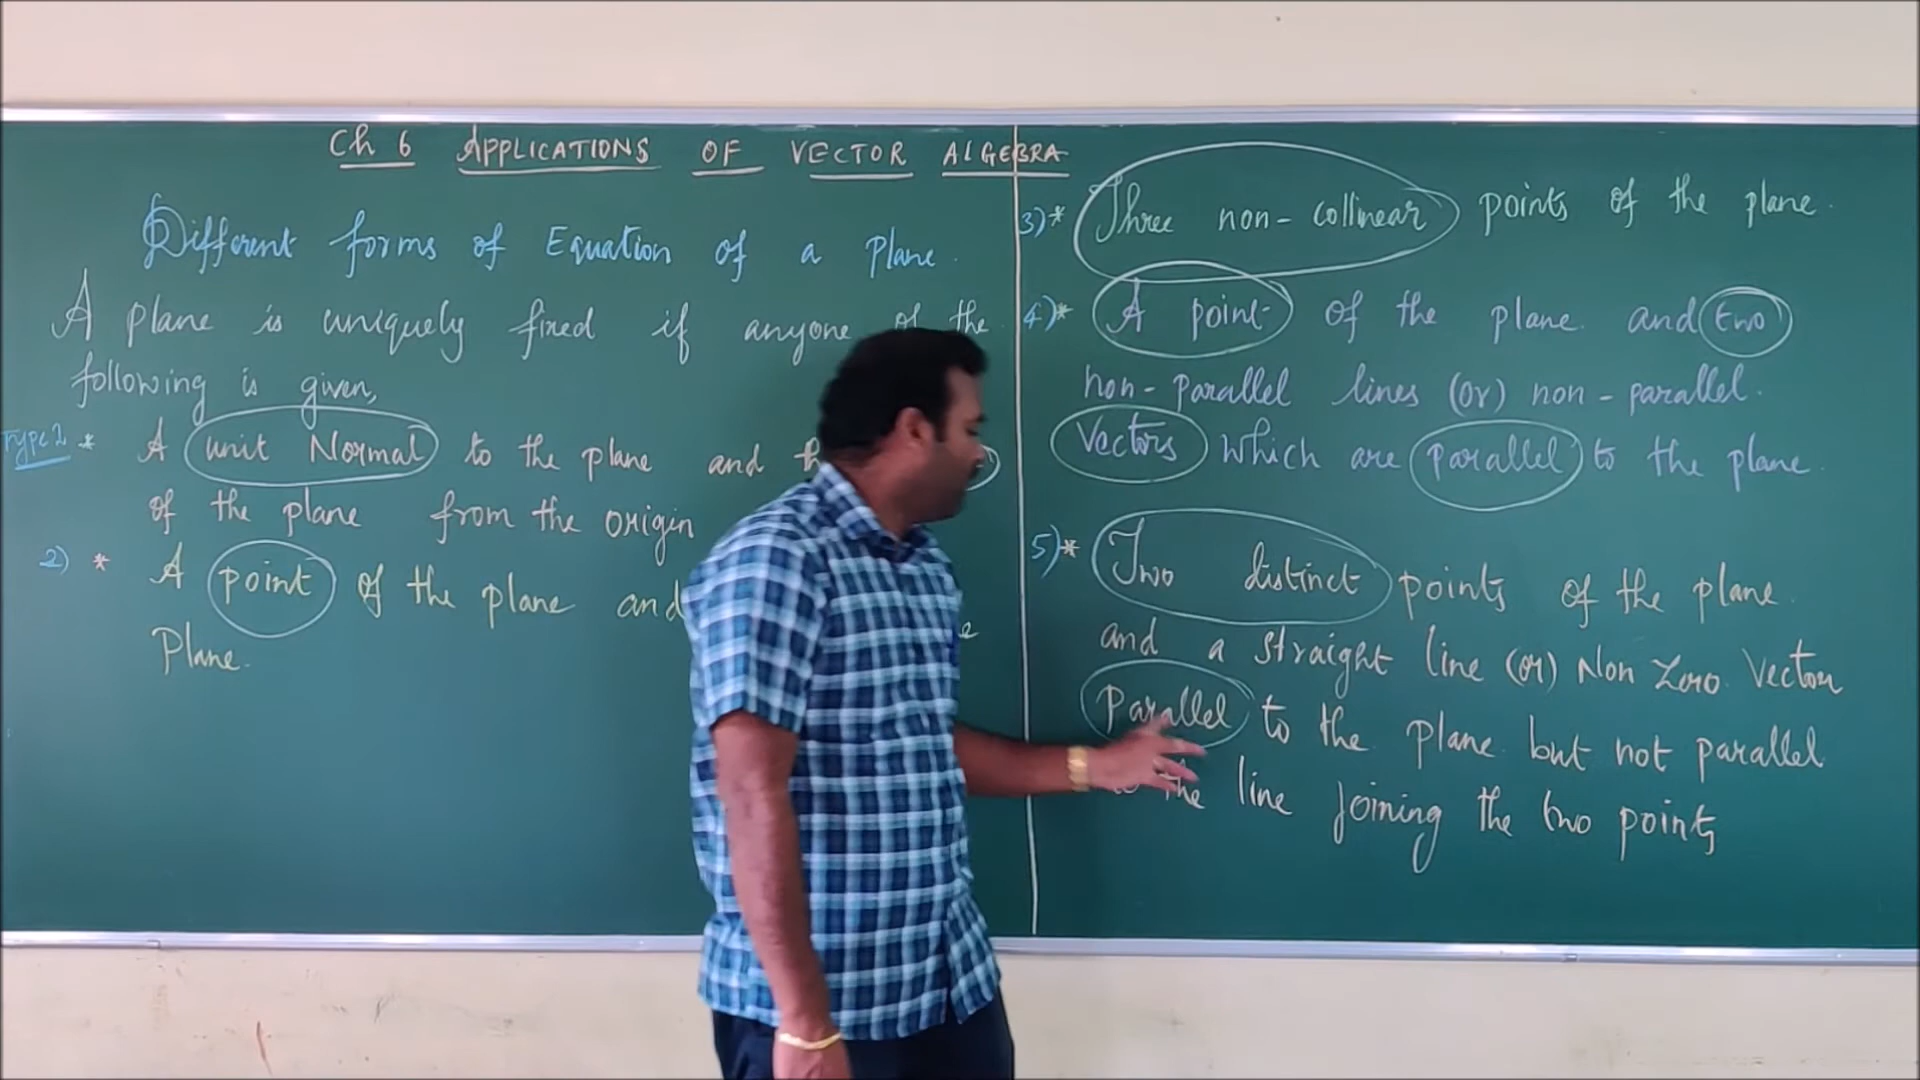 Ch 6 APPLICATIONS OF VECTOR ALGEBRA
Different forms of Equation of a plane.
A plane is uniquely fixed if anyone of the
following is given,
Type 1 * A unit Normal to the plane and
of the plane from the origin
2) * A point of the plane and
Plane.
3)* Three non-collinear points of the plane.
4)* A point of the plane and two
non-parallel lines (or) non-parallel.
vectors which are parallel to the plane.
5)* Two distinct points of the plane.
and a straight line (or) Non Zero Vector
parallel to the plane but not parallel
the line joining the two points